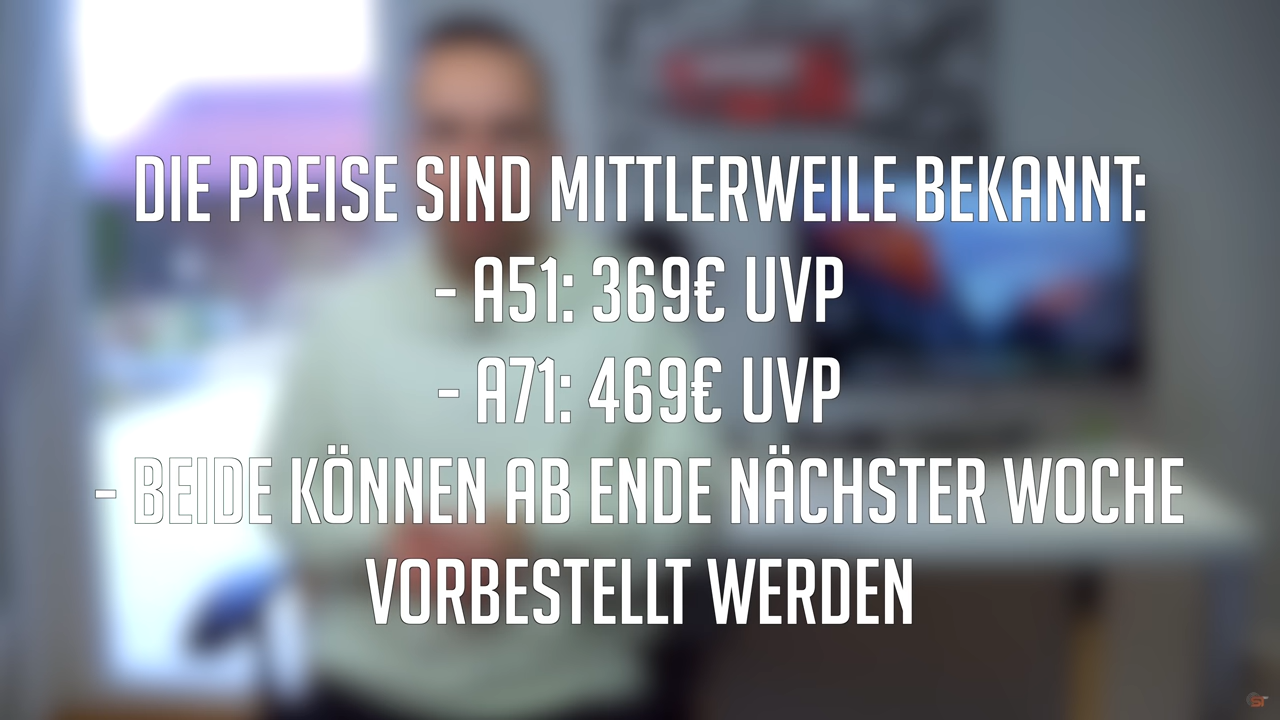 DIE PREISE SIND MITTLERWEILE BEKANNT:
- A51: 369€ UVP
- A71: 469€ UVP
- BEIDE KÖNNEN AB ENDE NÄCHSTER WOCHE
VORBESTELLT WERDEN